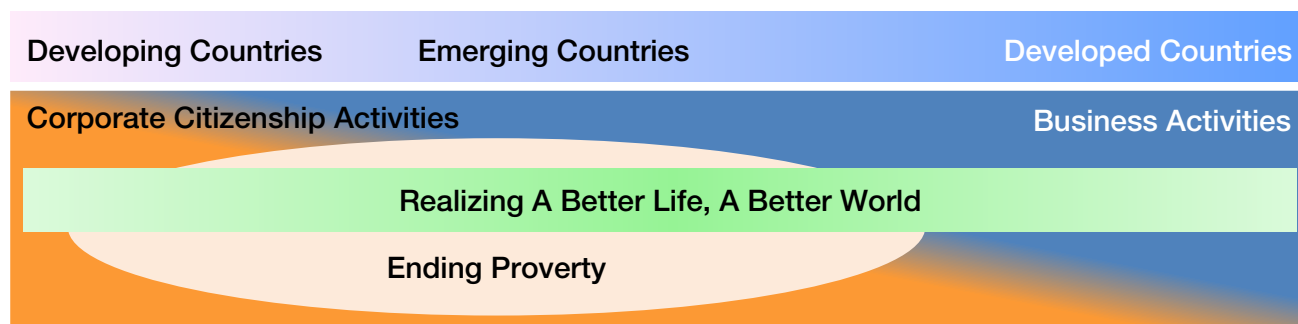 Developing Countries
Emerging Countries
Developed Countries
Corporate Citizenship Activities
Business Activities
Realizing A Better Life, A Better World
Ending Proverty